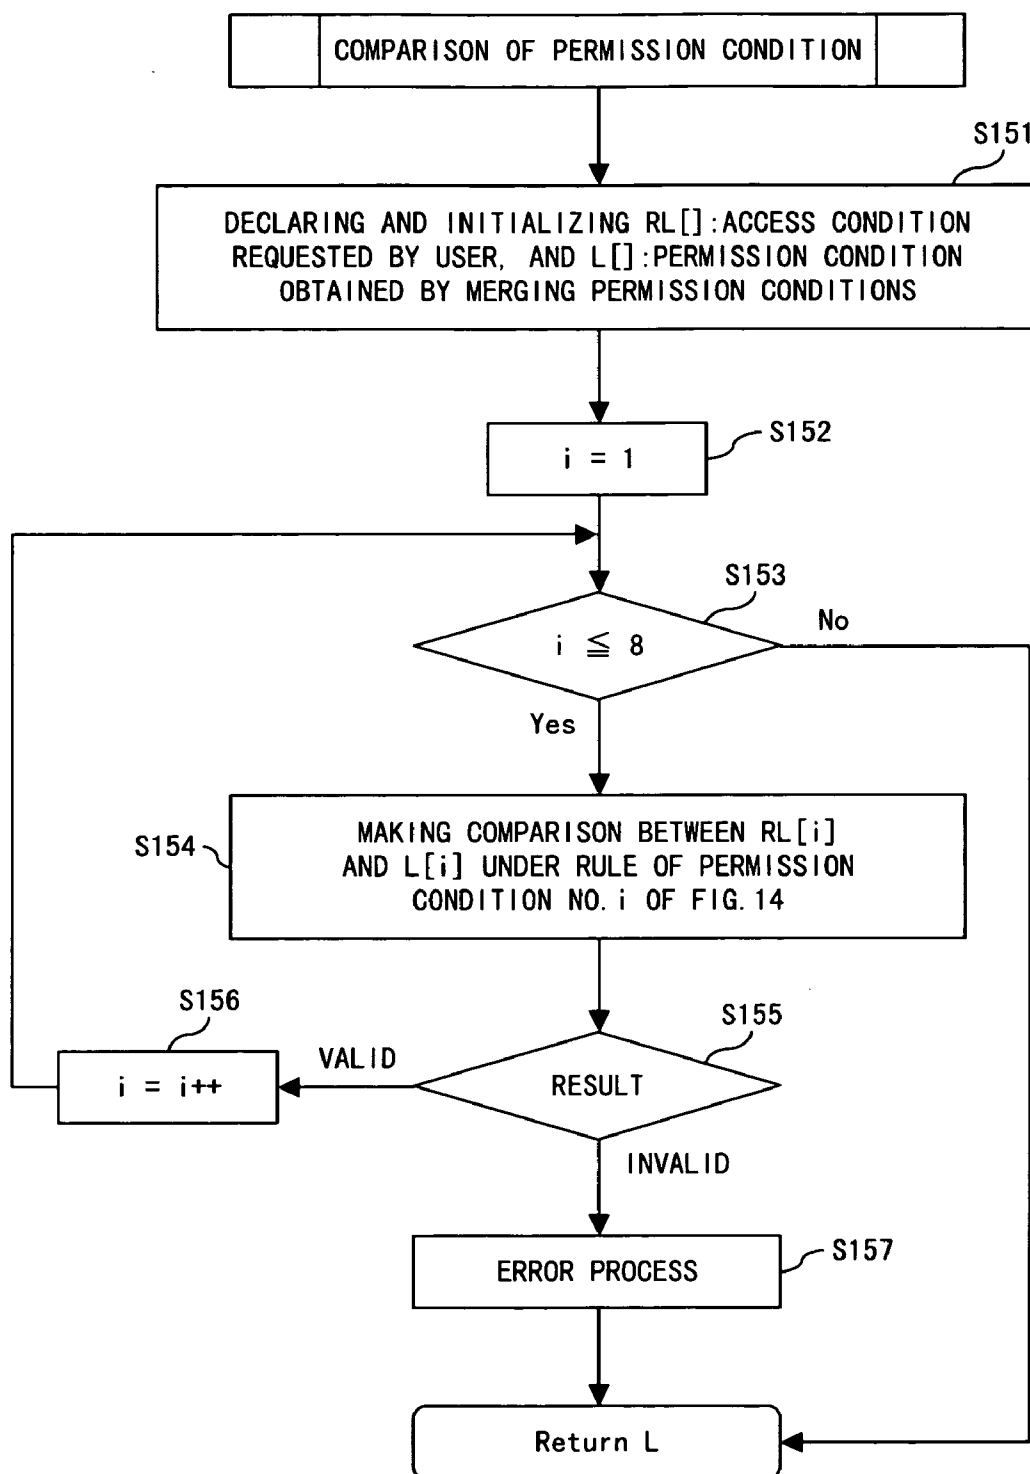 COMPARISON OF PERMISSION CONDITION
S151
DECLARING AND INITIALIZING RL[]:ACCESS CONDITION
REQUESTED BY USER, AND L[]:PERMISSION CONDITION
OBTAINED BY MERGING PERMISSION CONDITIONS
S152
i = 1
S153
i ≦ 8
No
Yes
S154
MAKING COMPARISON BETWEEN RL[i]
AND L[i] UNDER RULE OF PERMISSION
CONDITION NO.i OF FIG.14
S156
S155
VALID
i = i++
RESULT
INVALID
S157
ERROR PROCESS
Return L